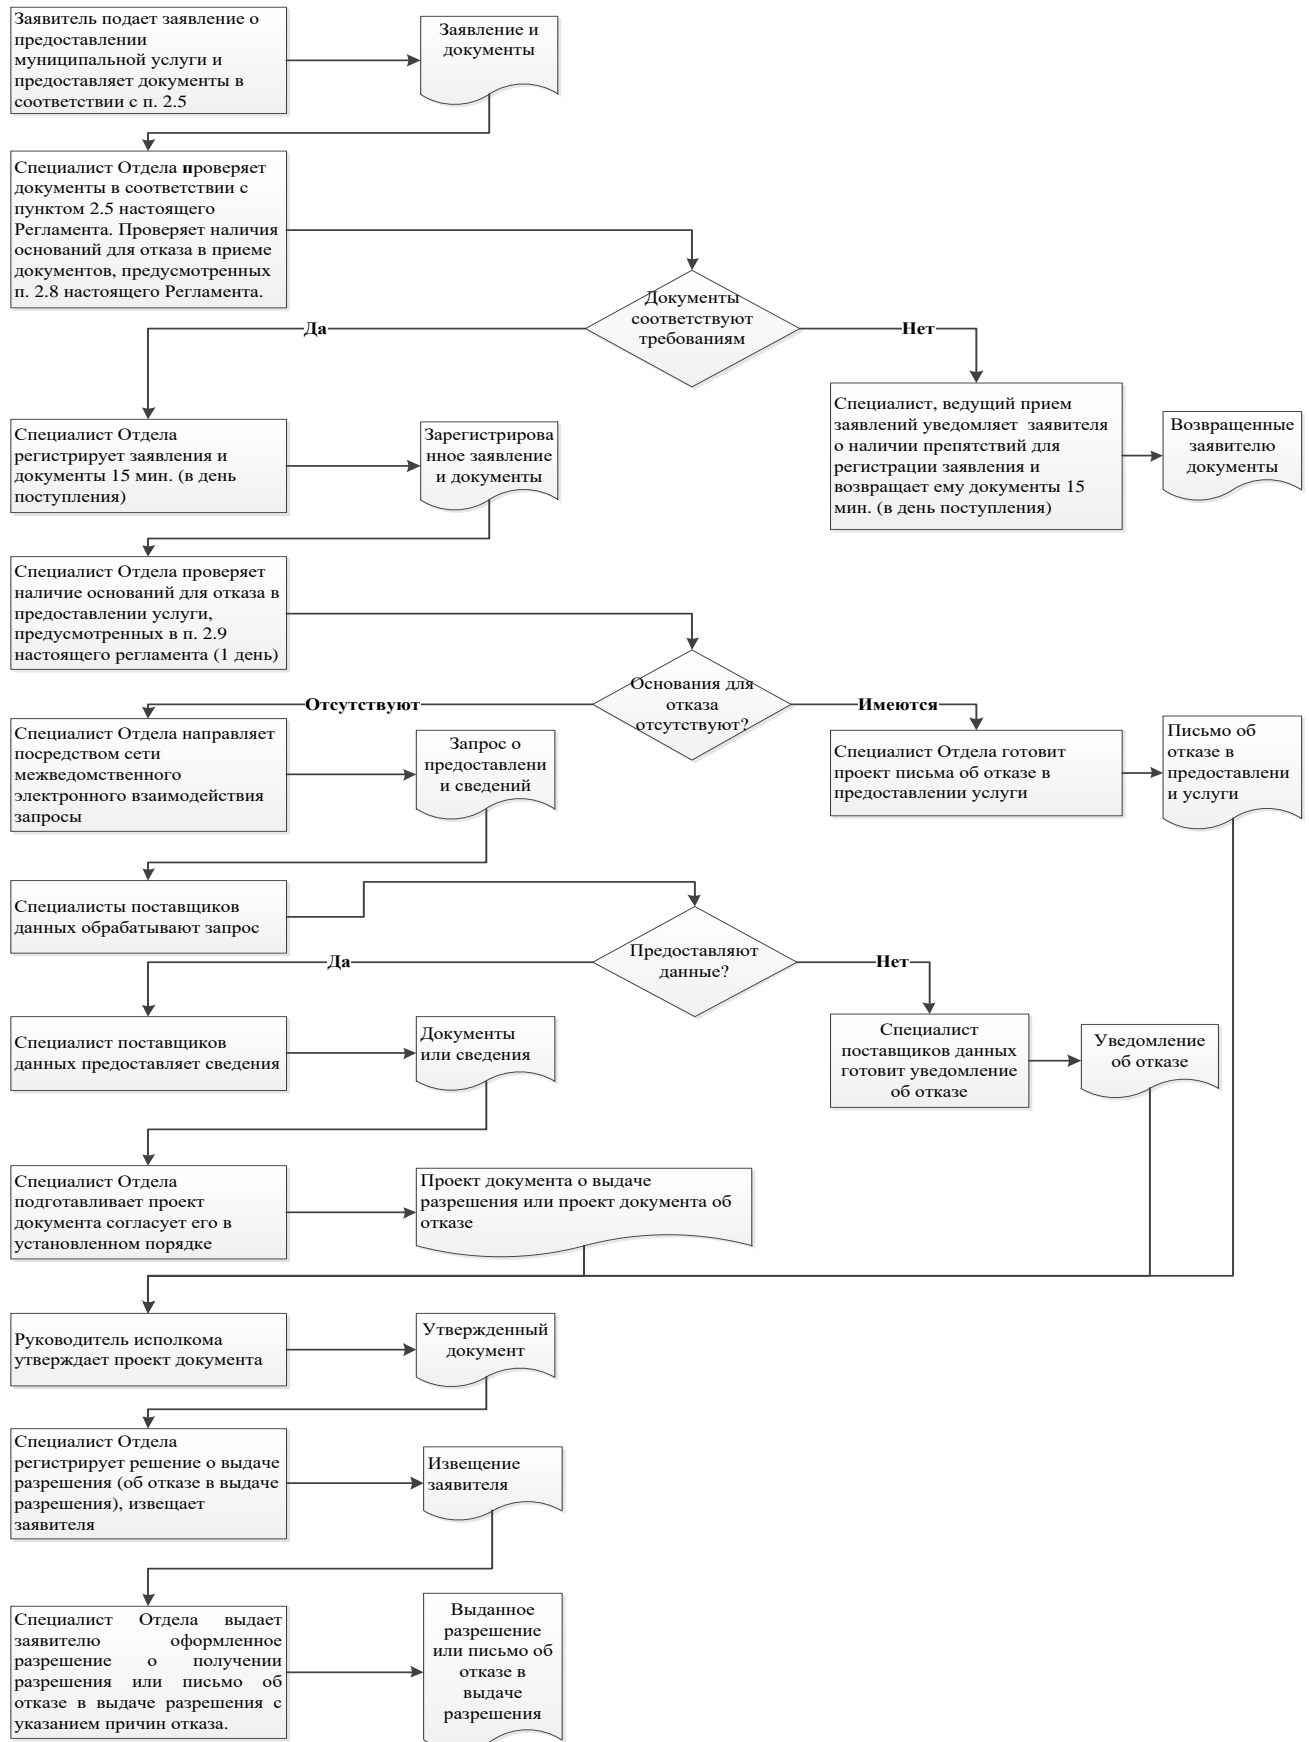 Заявитель подает заявление о
предоставлении
муниципальной услуги и
предоставляет документы в
соответствии с п. 2.5
Заявление и
документы
Специалист Отдела проверяет
документы в соответствии с
пунктом 2.5 настоящего
Регламента. Проверяет наличия
оснований для отказа в приеме
документов, предусмотренных
п. 2.8 настоящего Регламента.
Документы
соответствуют
требованиям
Да
Нет
Специалист Отдела
регистрирует заявления и
документы 15 мин. (в день
поступления)
Зарегистрирова
нное заявление
и документы
Специалист, ведущий прием
заявлений уведомляет заявителя
о наличии препятствий для
регистрации заявления и
возвращает ему документы 15
мин. (в день поступления)
Возвращенные
заявителю
документы
Специалист Отдела проверяет
наличие оснований для отказа в
предоставлении услуги,
предусмотренных в п. 2.9
настоящего регламента (1 день)
Основания для
отказа
отсутствуют?
Отсутствуют
Имеются
Специалист Отдела направляет
посредством сети
межведомственного
электронного взаимодействия
запросы
Запрос о
предоставлени
и сведений
Специалист Отдела готовит
проект письма об отказе в
предоставлении услуги
Письмо об
отказе в
предоставлени
и услуги
Специалисты поставщиков
данных обрабатывают запрос
Предоставляют
данные?
Да
Нет
Специалист поставщиков
данных предоставляет сведения
Документы
или сведения
Специалист
поставщиков данных
готовит уведомление
об отказе
Уведомление
об отказе
Специалист Отдела
подготавливает проект
документа согласует его в
установленном порядке
Проект документа о выдаче
разрешения или проект документа об
отказе
Руководитель исполкома
утверждает проект документа
Утвержденный
документ
Специалист Отдела
регистрирует решение о выдаче
разрешения (об отказе в выдаче
разрешения), извещает
заявителя
Извещение
заявителя
Специалист Отдела выдает
заявителю оформленное
разрешение о получении
разрешения или письмо об
отказе в выдаче разрешения с
указанием причин отказа.
Выданное
разрешение
или письмо об
отказе в
выдаче
разрешения